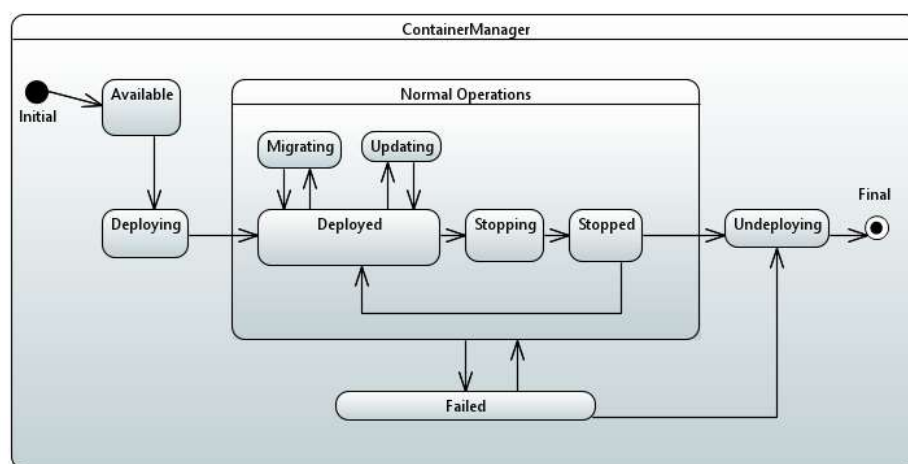 ContainerManager
Initial
Available
Normal Operations
Migrating
Updating
Final
Deploying
Deployed
Stopping
Stopped
Undeploying
Failed